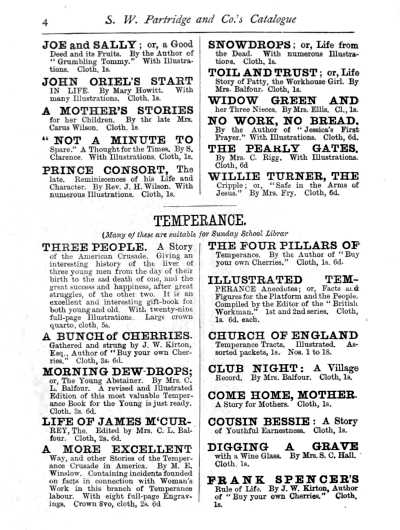 4
S. W. Partridge and Co.'s Catalogue
JOE and SALLY; or, a Good
Deed and its Fruits. By the Author of
"Grumbling Tommy." With Illustra-
tions. Cloth, 1s.
JOHN ORIEL'S START
IN LIFE. By Mary Howitt. With
many Illustrations. Cloth, 1s.
A MOTHER'S STORIES
for her Children. By the late Mrs.
Carus Wilson. Cloth. 1s.
"NOT A MINUTE TO
Spare." A Thought for the Times, By S,
Clarence. With Illustrations. Cloth, 1s.
PRINCE CONSORT, The
late. Reminiscences of his Life and
Character. By Rev. J. H. Wilson. With
numerous Illustrations. Cloth, 1s.
SNOWDROPS; or, Life from
the Dead. With numerous Illustra-
tions. Cloth, 1s.
TOIL AND TRUST; or, Life
Story of Patty, the Workhouse Girl. By
Mrs. Balfour. Cloth, 1s.
WIDOW GREEN AND
her Three Nieces. By Mrs. Ellis, Cl., 1s.
NO WORK, NO BREAD.
By the Author of "Jessica's First
Prayer." With Illustrations. Cloth, 6d.
THE PEARLY GATES.
By Mrs. C. Rigg. With Illustrations.
Cloth, 6d
WILLIE TURNER, THE
Cripple; or, "Safe in the Arms of
Jesus." By Mrs. Fry. Cloth, 6d.
TEMPERANCE.
(Many of these are suitable for Sunday School Librar
THREE PEOPLE. A Story
of the American Crusade. Giving an
interesting history of the lives of
three young men from the day of their
birth to the sad death of one, and the
great success and happiness, after great
struggles, of the other two. It is an
excellent and interesting gift-book for
both young and old. With twenty-nine
full-page Illustrations. Large crown
quarto, cloth, 5s.
A BUNCH of CHERRIES.
Gathered and strung by J. W. Kirton,
Esq., Author of "Buy your own Cher-
ries." Cloth, 3s. 6d.
MORNING DEW-DROPS;
or, The Young Abstainer. By Mrs. C.
L. Balfour. A revised and Illustrated
Edition of this most valuable Temper-
ance Book for the Young is just ready.
Cloth. 3s. 6d.
LIFE OF JAMES M'CUR-
REY, The. Edited by Mrs. C. L. Bal-
four. Cloth, 2s. 6d.
A MORE EXCELLENT
Way, and other Stories of the Temper-
ance Crusade in America. By M. E.
Winslow. Containing incidents founded
on facts in connection with Woman's
Work in this branch of Temperance
labour. With eight full-page Engrav-
ings. Crown 8vo, cloth, 2s. 6d
THE FOUR PILLARS OF
Temperance. By the Author of "Buy
your own Cherries." Cloth, 1s. 6d.
ILLUSTRATED TEM-
PERANCE Anecdotes; or, Facts and
Figures for the Platform and the People.
Compiled by the Editor of the "British
Workman." 1st and 2nd series. Cloth,
1s. 6d. each.
CHURCH OF ENGLAND
Temperance Tracts. Illustrated. As-
sorted packets, 1s. Nos. 1 to 18.
CLUB NIGHT: A Village
Record. By Mrs. Balfour. Cloth, 1s.
COME HOME, MOTHER.
A Story for Mothers. Cloth, 1s.
COUSIN BESSIE: A Story
of Youthful Earnestness. Cloth, 1s.
DIGGING A GRAVE
with a Wine Glass. By Mrs. S. C. Hall.
Cloth. 1s.
FRANK SPENCER'S
Rule of Life. By J. W. Kirton, Author
of "Buy your own Cherries." Cloth,
1s.